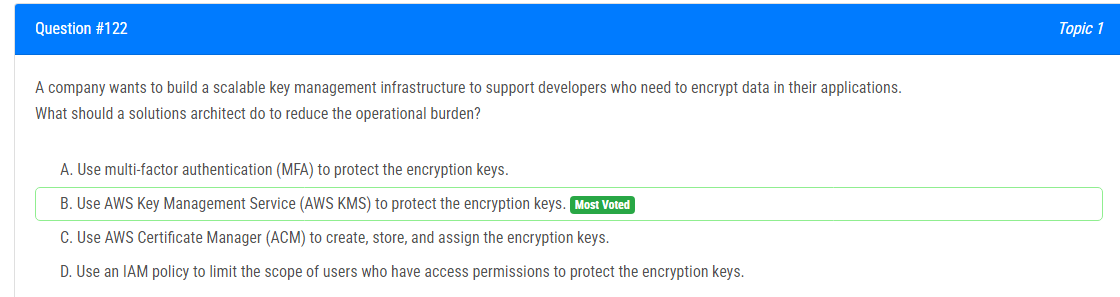 Question #122
Topic 1
A company wants to build a scalable key management infrastructure to support developers who need to encrypt data in their applications.
What should a solutions architect do to reduce the operational burden?
A. Use multi-factor authentication (MFA) to protect the encryption keys.
B. Use AWS Key Management Service (AWS KMS) to protect the encryption keys. Most Voted
C. Use AWS Certificate Manager (ACM) to create, store, and assign the encryption keys.
D. Use an IAM policy to limit the scope of users who have access permissions to protect the encryption keys.